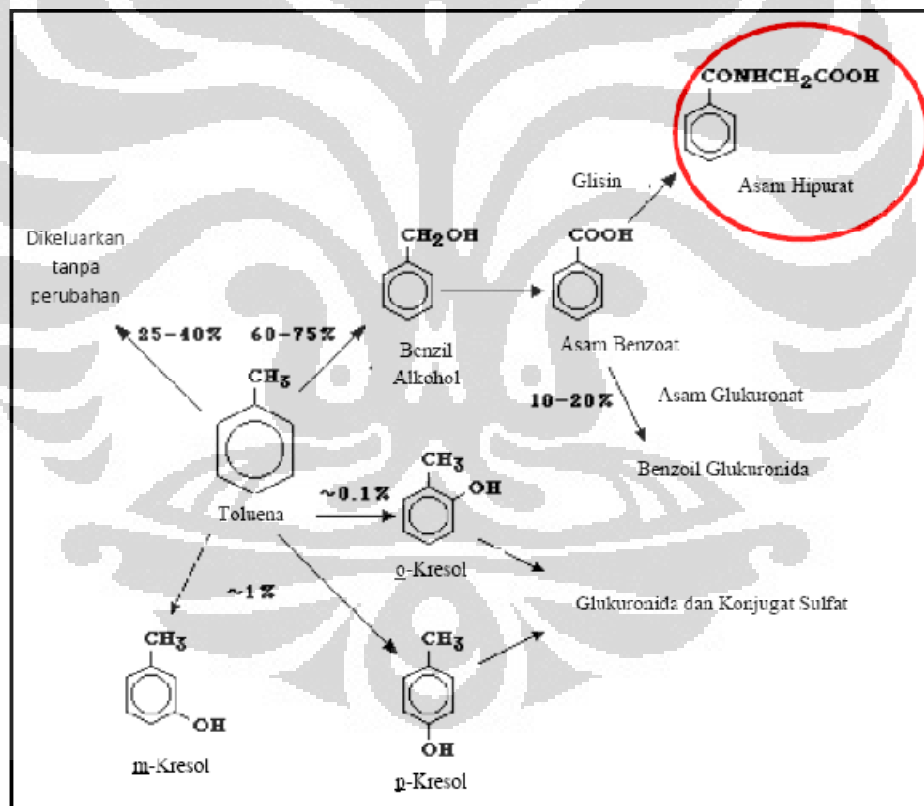 CONHCH2COOH
Asam Hipurat
Glisin
Dikeluarkan
tanpa
perubahan
CH2OH
COOH
Benzil
Alkohol
Asam Benzoat
25-40%
60-75%
CH3
10-20%
Asam Glukuronat
Benzoil Glukuronida
Toluena
~0.1%
CH3
OH
o-Kresol
~1%
Glukuronida dan Konjugat Sulfat
CH3
OH
m-Kresol
CH3
OH
p-Kresol